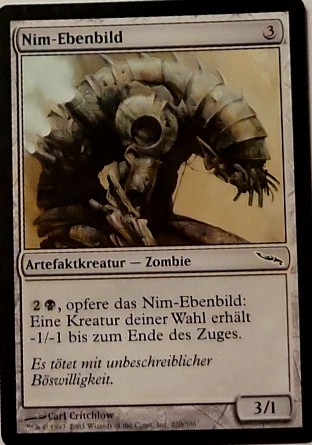 Nim-Ebenbild 3
Artefaktkreatur — Zombie
2, opfere das Nim-Ebenbild:
Eine Kreatur deiner Wahl erhält
-1/-1 bis zum Ende des Zuges.
Es tötet mit unbeschreiblicher
Böswilligkeit.
Carl Critchlow
3/1